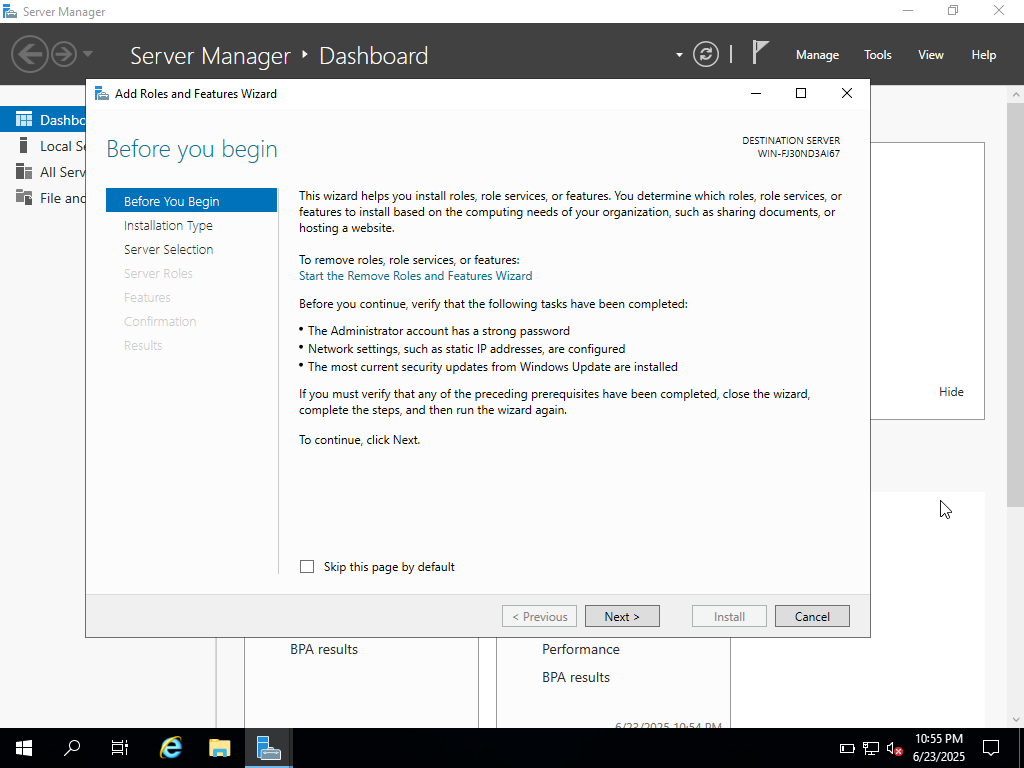 Server Manager
Server Manager ‣ Dashboard
Manage
Tools
View
Help
Add Roles and Features Wizard
Dashbo
Local Se
All Serv
File and
Before you begin
DESTINATION SERVER
WIN-FJ30ND3AI67
Before You Begin
Installation Type
Server Selection
Server Roles
Features
Confirmation
Results
This wizard helps you install roles, role services, or features. You determine which roles, role services, or
features to install based on the computing needs of your organization, such as sharing documents, or
hosting a website.
To remove roles, role services, or features:
Start the Remove Roles and Features Wizard
Before you continue, verify that the following tasks have been completed:
• The Administrator account has a strong password
• Network settings, such as static IP addresses, are configured
• The most current security updates from Windows Update are installed
If you must verify that any of the preceding prerequisites have been completed, close the wizard,
complete the steps, and then run the wizard again.
To continue, click Next.
Skip this page by default
< Previous
Next >
Install
Cancel
Hide
BPA results
Performance
BPA results
6/23/2025 10:54 PM
10:55 PM
6/23/2025